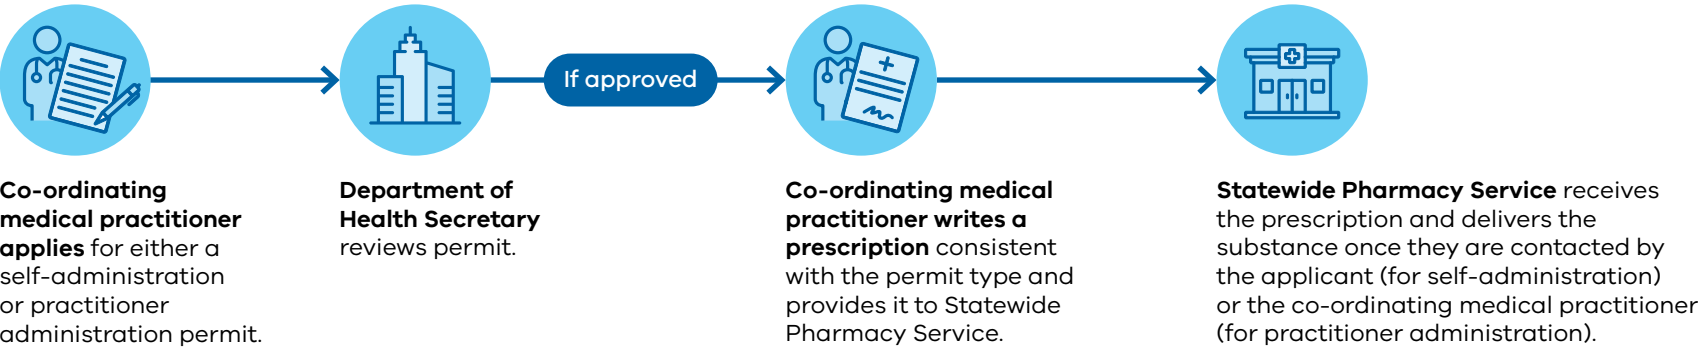 If approved
Co-ordinating
medical practitioner
applies for either a
self-administration
or practitioner
administration permit.
Department of
Health Secretary
reviews permit.
Co-ordinating medical
practitioner writes a
prescription consistent
with the permit type and
provides it to Statewide
Pharmacy Service.
Statewide Pharmacy Service receives
the prescription and delivers the
substance once they are contacted by
the applicant (for self-administration)
or the co-ordinating medical practitioner
(for practitioner administration).